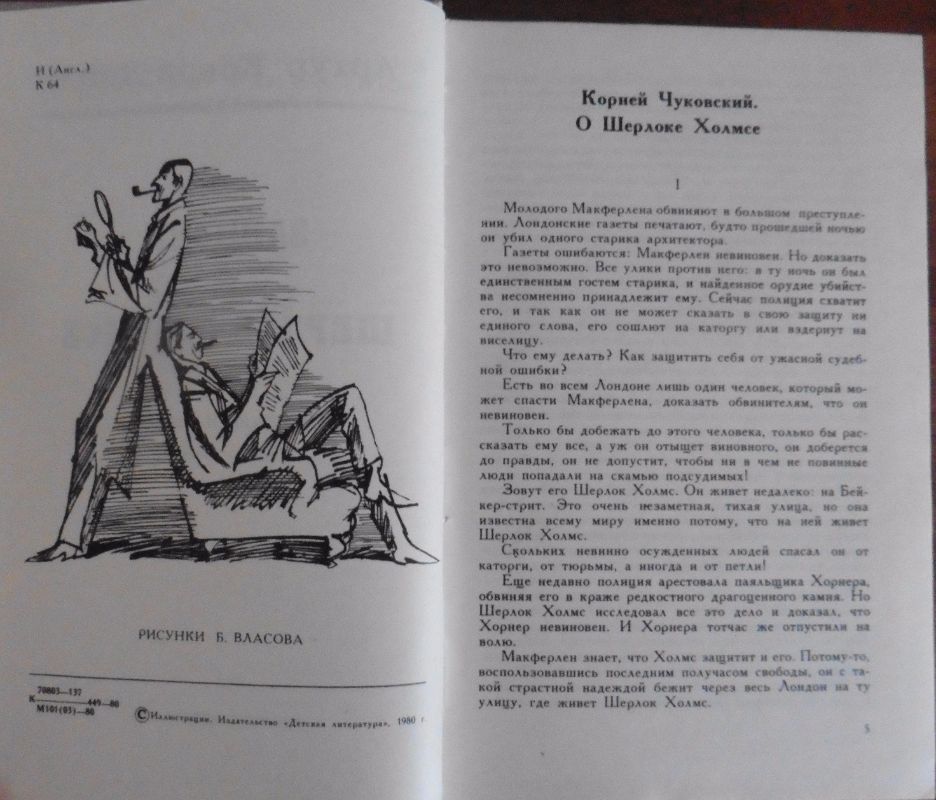 И (Англ.)
К 64
РИСУНКИ Б. ВЛАСОВА
70803—137
К 449—80
М101(03)—80
© Иллюстрации. Издательство «Детская литература», 1980 г.
Корней Чуковский.
О Шерлоке Холмсе
I
Молодого Макферлена обвиняют в большом преступле-
нии. Лондонские газеты печатают, будто прошедшей ночью
он убил одного старика архитектора.
Газеты ошибаются: Макферлен невиновен. Но доказать
это невозможно. Все улики против него: в ту ночь он был
единственным гостем старика, и найденное орудие убийст-
ва несомненно принадлежит ему. Сейчас полиция схватит
его, и так как он не может сказать в свою защиту ни
единого слова, его сошлют на каторгу или вздернут на
виселицу.
Что ему делать? Как защитить себя от ужасной судеб-
ной ошибки?
Есть во всем Лондоне лишь один человек, который мо-
жет спасти Макферлена, доказать обвинителям, что он
невиновен.
Только бы добежать до этого человека, только бы рас-
сказать ему все, а уж он отыщет виновного, он доберется
до правды, он не допустит, чтобы ни в чем не повинные
люди попадали на скамью подсудимых!
Зовут его Шерлок Холмс. Он живет недалеко: на Бей-
кер-стрит. Это очень незаметная, тихая улица, но она
известна всему миру именно потому, что на ней живет
Шерлок Холмс.
Скольких невинно осужденных людей спасал он от
каторги, от тюрьмы, а иногда и от петли!
Еще недавно полиция арестовала паяльщика Хорнера,
обвиняя его в краже редкостного драгоценного камня. Но
Шерлок Холмс исследовал все это дело и доказал, что
Хорнер невиновен. И Хорнера тотчас же отпустили на
волю.
Макферлен знает, что Холмс защитит и его. Потому-то,
воспользовавшись последним получасом свободы, он с та-
кой страстной надеждой бежит через весь Лондон на ту
улицу, где живет Шерлок Холмс.
5